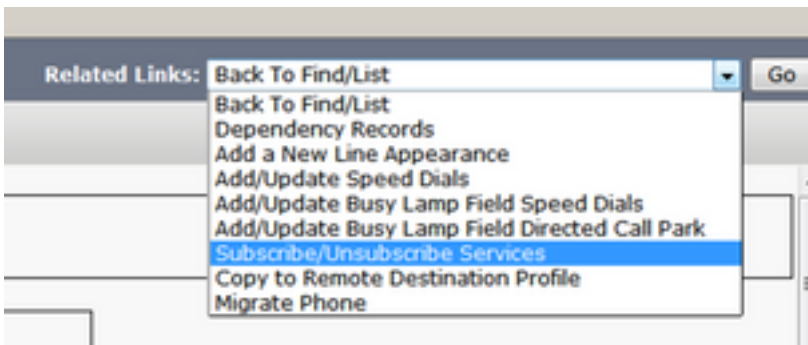 Related Links: Back To Find/List Go
Back To Find/List
Dependency Records
Add a New Line Appearance
Add/Update Speed Dials
Add/Update Busy Lamp Field Speed Dials
Add/Update Busy Lamp Field Directed Call Park
Subscribe/Unsubscribe Services
Copy to Remote Destination Profile
Migrate Phone